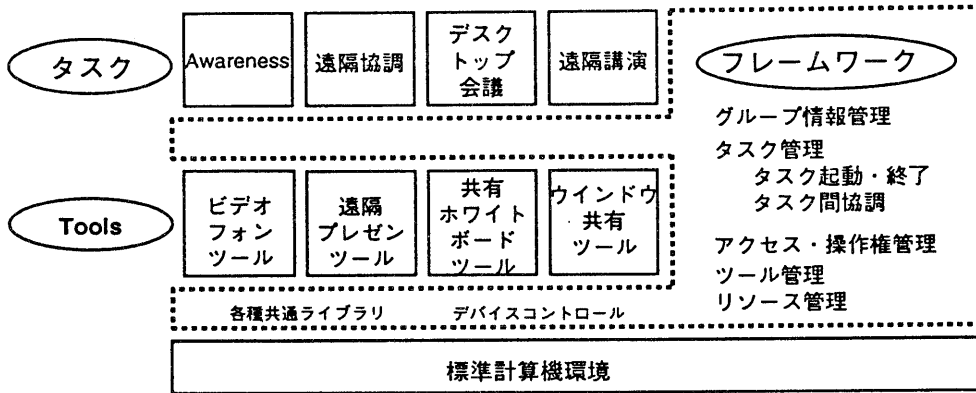 タスク
Awareness
遠隔協調
デスク
トップ
会議
遠隔講演
フレームワーク
グループ情報管理
タスク管理
タスク起動・終了
タスク間協調
アクセス・操作権管理
ツール管理
リソース管理
Tools
ビデオ
フォン
ツール
遠隔
プレゼン
ツール
共有
ホワイト
ボード
ツール
ウインドウ
共有
ツール
各種共通ライブラリ
デバイスコントロール
標準計算機環境